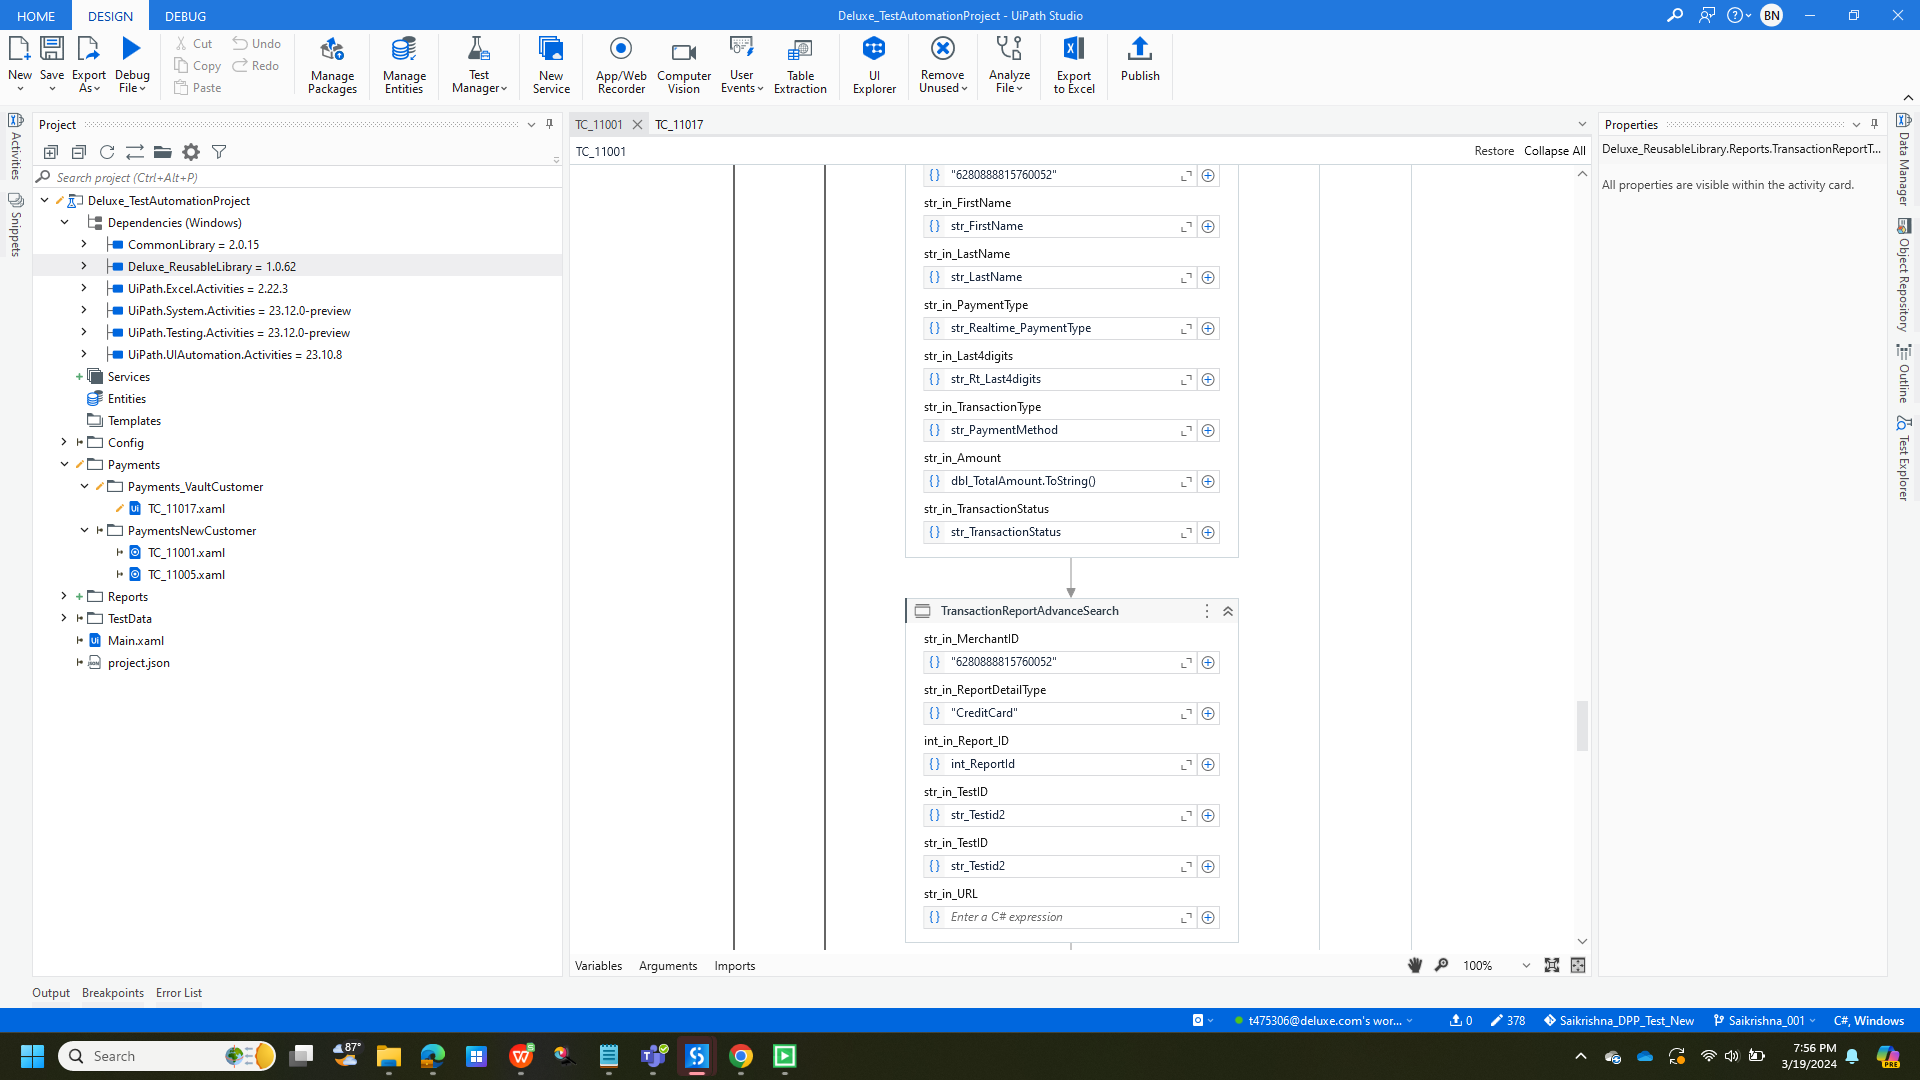 HOME DESIGN DEBUG Deluxe_TestAutomationProject - UiPath Studio BN
New Save Export As Debug File
Cut Copy Paste Undo Redo
Manage Packages
Manage Entities
Test Manager
New Service
App/Web Recorder
Computer Vision
User Events
Table Extraction
UI Explorer
Remove Unused
Analyze File
Export to Excel
Publish
Activities
Snippets
Project
Search project (Ctrl+Alt+P)
Deluxe_TestAutomationProject
Dependencies (Windows)
CommonLibrary = 2.0.15
Deluxe_ReusableLibrary = 1.0.62
UiPath.Excel.Activities = 2.22.3
UiPath.System.Activities = 23.12.0-preview
UiPath.Testing.Activities = 23.12.0-preview
UiPath.UIAutomation.Activities = 23.10.8
Services
Entities
Templates
Config
Payments
Payments_VaultCustomer
TC_11017.xaml
PaymentsNewCustomer
TC_11001.xaml
TC_11005.xaml
Reports
TestData
Main.xaml
project.json
TC_11001 TC_11017
TC_11001 Restore Collapse All
"6280888815760052"
str_in_FirstName
str_FirstName
str_in_LastName
str_LastName
str_in_PaymentType
str_Realtime_PaymentType
str_in_Last4digits
str_Rt_Last4digits
str_in_TransactionType
str_PaymentMethod
str_in_Amount
dbl_TotalAmount.ToString()
str_in_TransactionStatus
str_TransactionStatus
TransactionReportAdvanceSearch
str_in_MerchantID
"6280888815760052"
str_in_ReportDetailType
"CreditCard"
int_in_Report_ID
int_ReportId
str_in_TestID
str_Testid2
str_in_TestID
str_Testid2
str_in_URL
Enter a C# expression
Variables Arguments Imports 100%
Properties
Deluxe_ReusableLibrary.Reports.TransactionReportT...
All properties are visible within the activity card.
Data Manager
Object Repository
Outline
Test Explorer
Output Breakpoints Error List
t475306@deluxe.com's wor... 0 378 Saikrishna_DPP_Test_New Saikrishna_001 C#, Windows
Search 87° 7:56 PM
3/19/2024
PRE